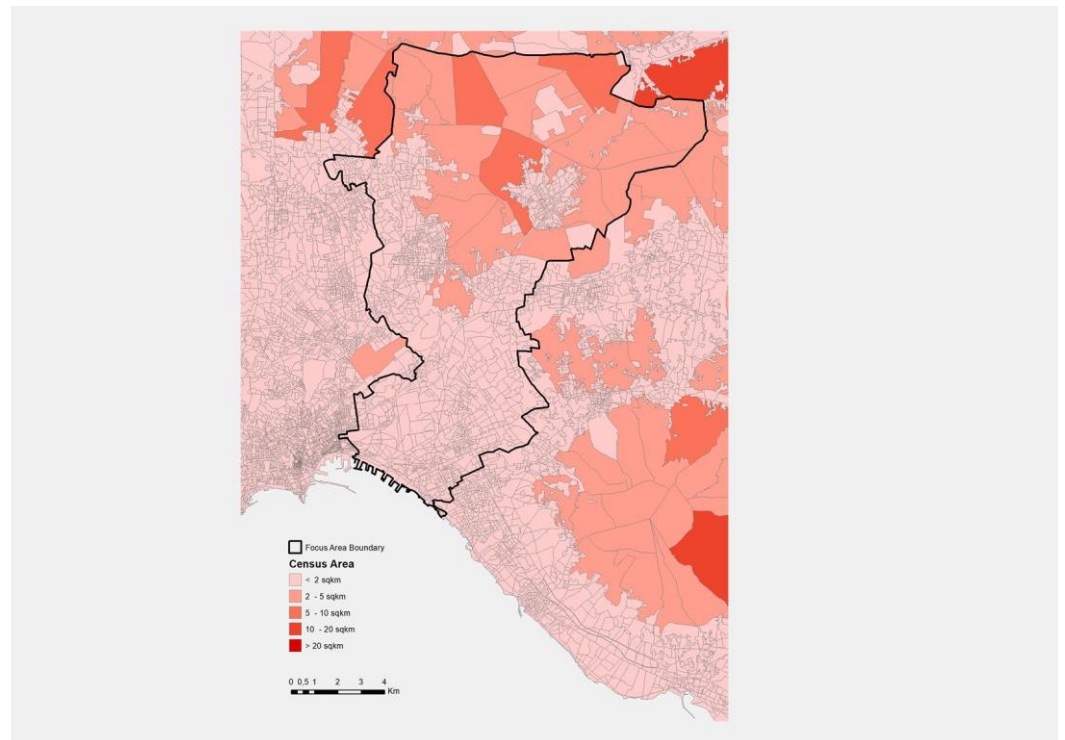 Focus Area Boundary
Census Area
< 2 sqkm
2 - 5 sqkm
5 - 10 sqkm
10 - 20 sqkm
> 20 sqkm
0 0,5 1 2 3 4
Km